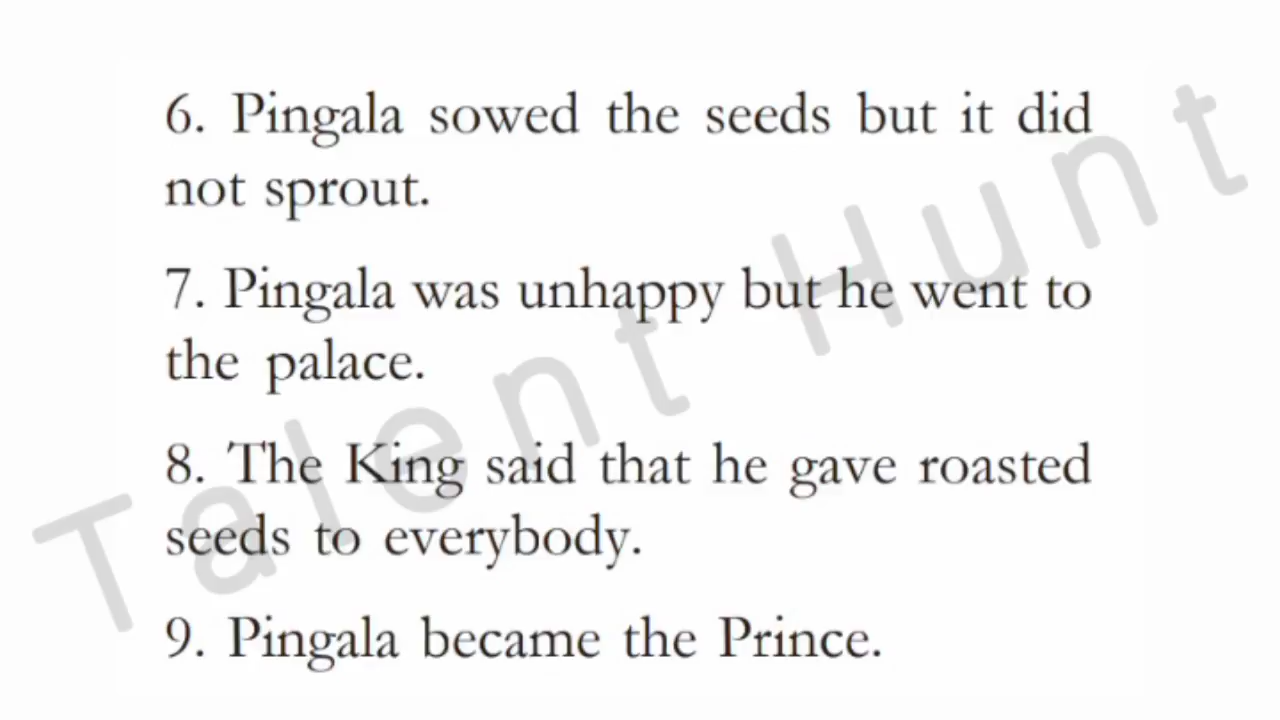 6. Pingala sowed the seeds but it did
not sprout.
7. Pingala was unhappy but he went to
the palace.
8. The King said that he gave roasted
seeds to everybody.
9. Pingala became the Prince.
Talent Hunt